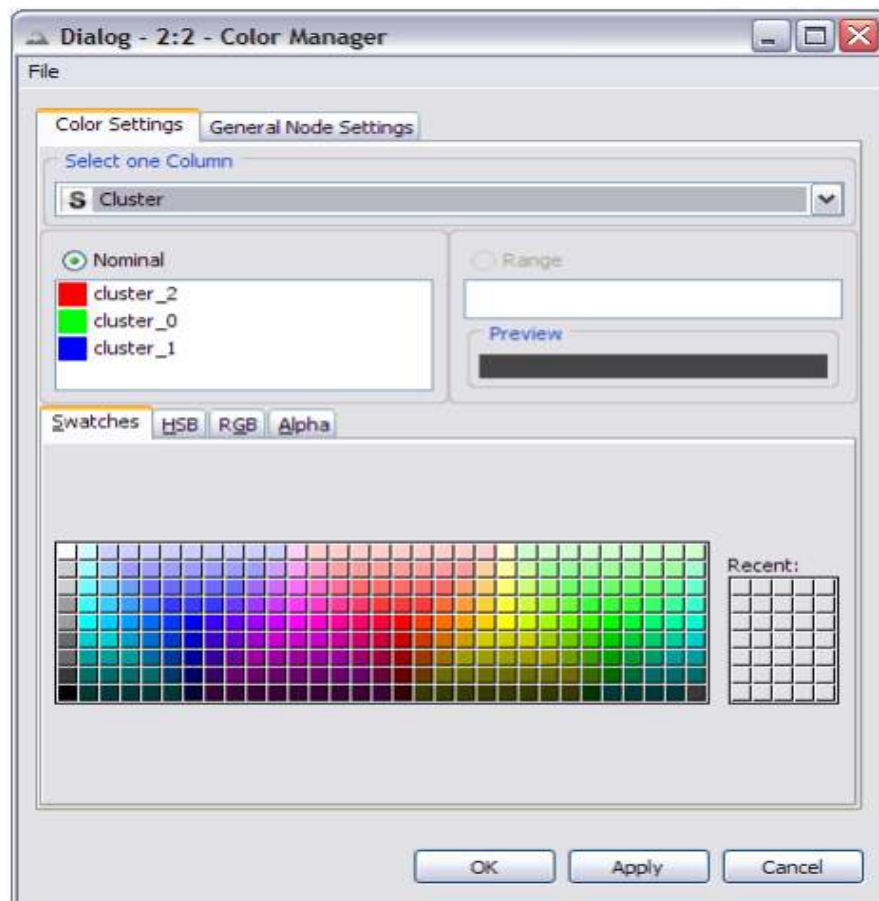 Dialog - 2:2 - Color Manager
File
Color Settings
General Node Settings
Select one Column
S Cluster
Nominal
cluster_2
cluster_0
cluster_1
Range
Preview
Swatches
HSB
RGB
Alpha
Recent:
OK
Apply
Cancel